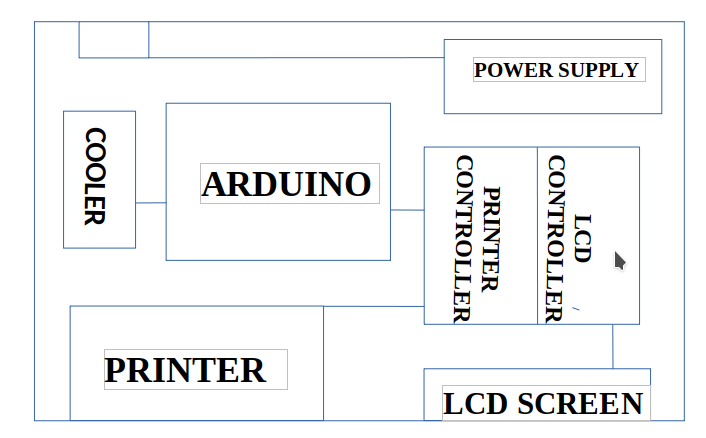 POWER SUPPLY
COOLER
ARDUINO
PRINTER
CONTROLLER
LCD
CONTROLLER
PRINTER
LCD SCREEN